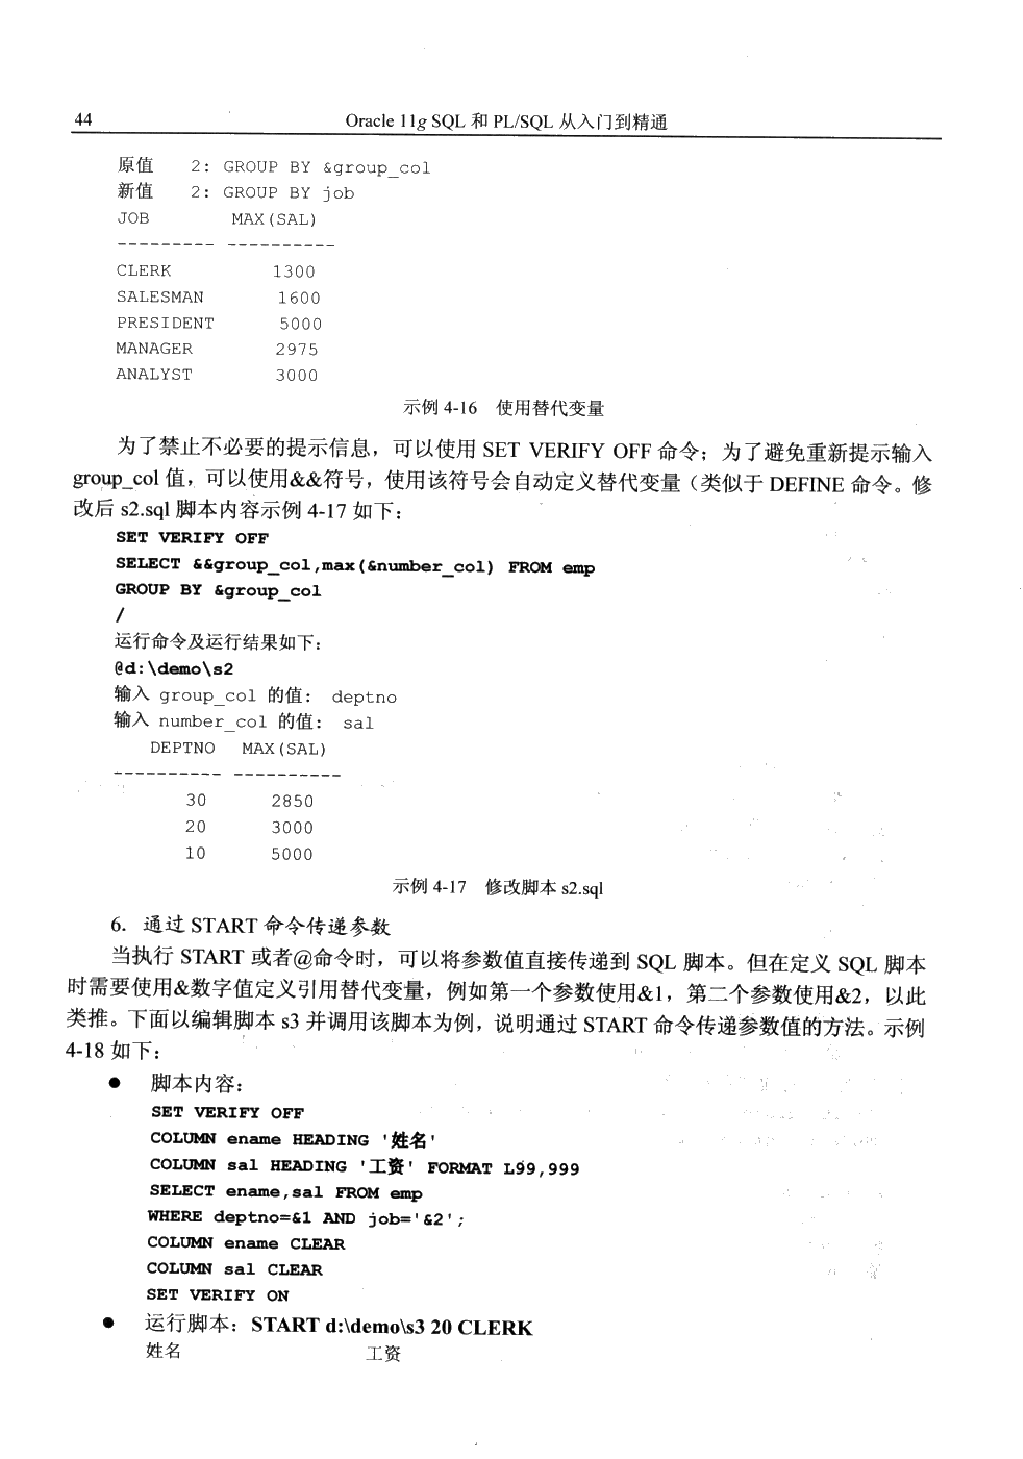 44
Oracle 11g SQL 和 PL/SQL 从入门到精通
原值 2: GROUP BY &group_col
新值 2: GROUP BY job
JOB MAX(SAL)
--------- ----------
CLERK 1300
SALESMAN 1600
PRESIDENT 5000
MANAGER 2975
ANALYST 3000
示例 4-16 使用替代变量
为了禁止不必要的提示信息，可以使用 SET VERIFY OFF 命令；为了避免重新提示输入
group_col 值，可以使用&&符号，使用该符号会自动定义替代变量（类似于 DEFINE 命令。修
改后 s2.sql 脚本内容示例 4-17 如下：
SET VERIFY OFF
SELECT &&group_col,max(&number_col) FROM emp
GROUP BY &group_col
/
运行命令及运行结果如下：
@d:\demo\s2
输入 group_col 的值： deptno
输入 number_col 的值： sal
DEPTNO MAX(SAL)
---------- ----------
30 2850
20 3000
10 5000
示例 4-17 修改脚本 s2.sql
6. 通过 START 命令传递参数
当执行 START 或者@命令时，可以将参数值直接传递到 SQL 脚本。但在定义 SQL 脚本
时需要使用&数字值定义引用替代变量，例如第一个参数使用&1，第二个参数使用&2，以此
类推。下面以编辑脚本 s3 并调用该脚本为例，说明通过 START 命令传递参数值的方法。示例
4-18 如下：
● 脚本内容：
SET VERIFY OFF
COLUMN ename HEADING '姓名'
COLUMN sal HEADING '工资' FORMAT L99,999
SELECT ename,sal FROM emp
WHERE deptno=&1 AND job='&2';
COLUMN ename CLEAR
COLUMN sal CLEAR
SET VERIFY ON
● 运行脚本：START d:\demo\s3 20 CLERK
姓名 工资